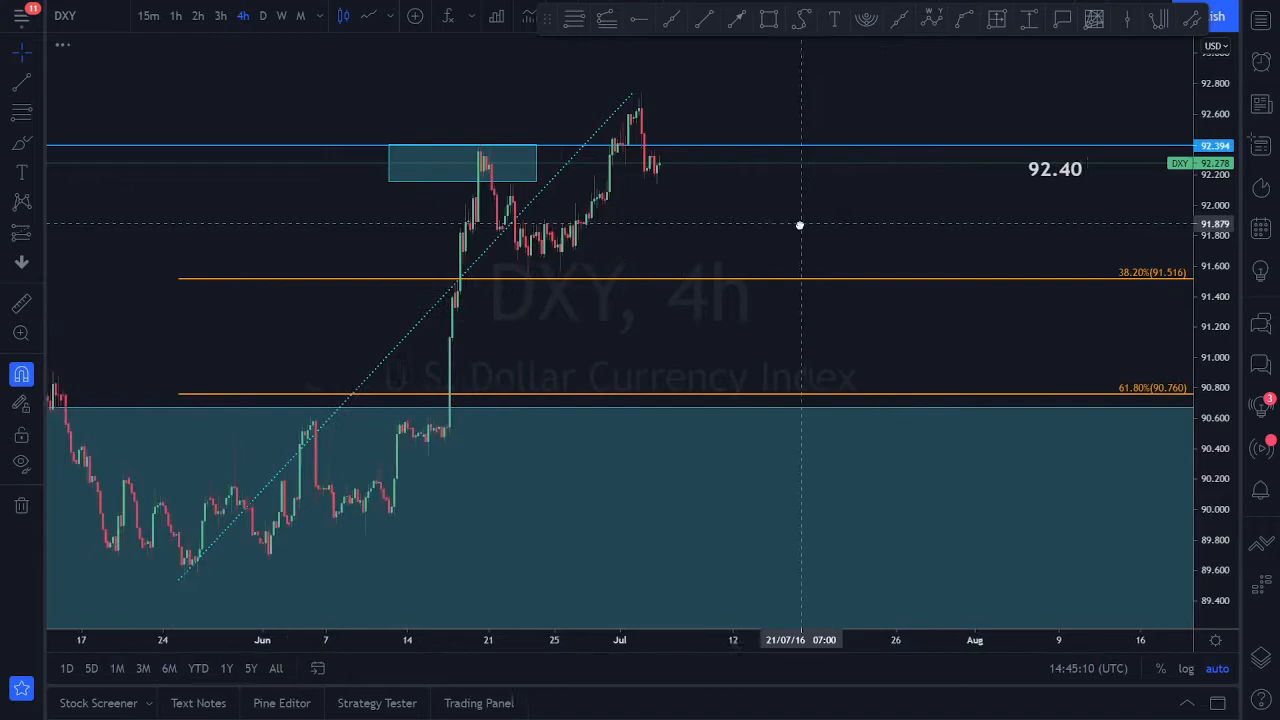 11
DXY
15m 1h 2h 3h 4h D W M
USD
93.000
92.800
92.600
92.394
92.40
DXY 92.278
92.200
92.000
91.879
91.800
91.600
38.20%(91.516)
DXY, 4h
91.400
91.200
U.S. Dollar Currency Index
91.000
61.80%(90.760)
90.800
3
90.600
90.400
90.200
90.000
89.800
89.600
89.400
17 24 Jun 7 14 21 25 Jul 12 21/07/16 07:00 26 Aug 9 16
1D 5D 1M 3M 6M YTD 1Y 5Y All 14:45:10 (UTC) % log auto
Stock Screener Text Notes Pine Editor Strategy Tester Trading Panel